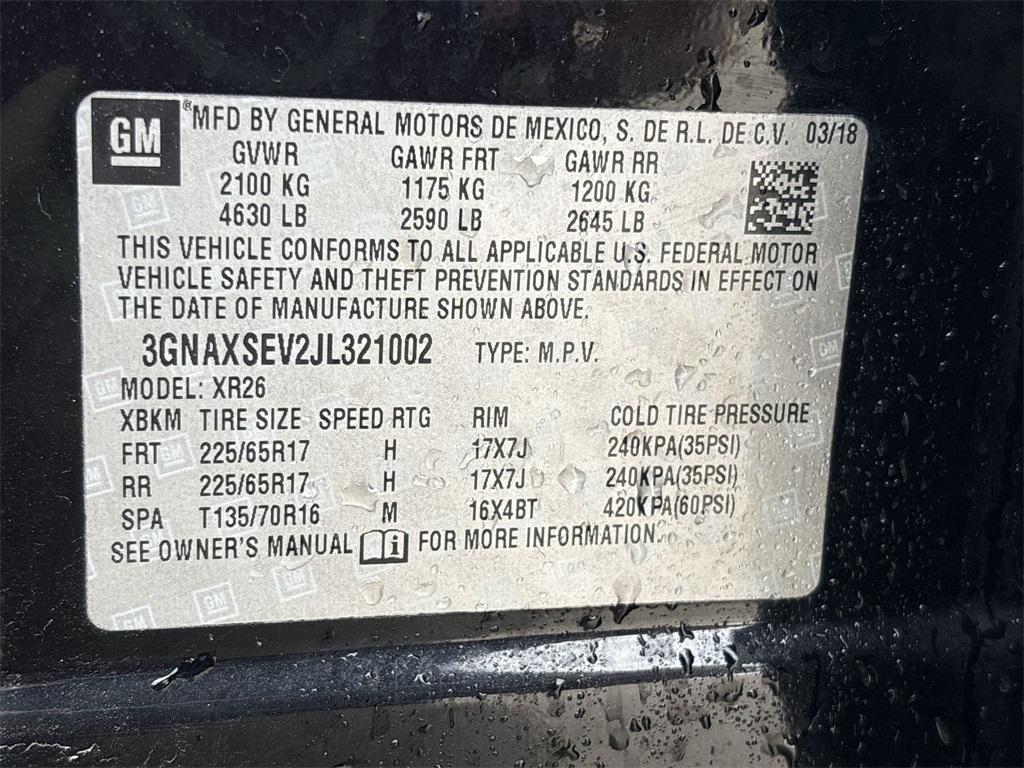 GM ® MFD BY GENERAL MOTORS DE MEXICO, S. DE R.L. DE C.V. 03/18
GVWR GAWR FRT GAWR RR
2100 KG 1175 KG 1200 KG
4630 LB 2590 LB 2645 LB
THIS VEHICLE CONFORMS TO ALL APPLICABLE U.S. FEDERAL MOTOR
VEHICLE SAFETY AND THEFT PREVENTION STANDARDS IN EFFECT ON
THE DATE OF MANUFACTURE SHOWN ABOVE.
3GNAXSEV2JL321002 TYPE: M.P.V.
MODEL: XR26
XBKM TIRE SIZE SPEED RTG RIM COLD TIRE PRESSURE
FRT 225/65R17 H 17X7J 240KPA(35PSI)
RR 225/65R17 H 17X7J 240KPA(35PSI)
SPA T135/70R16 M 16X4BT 420KPA(60PSI)
SEE OWNER'S MANUAL i FOR MORE INFORMATION.